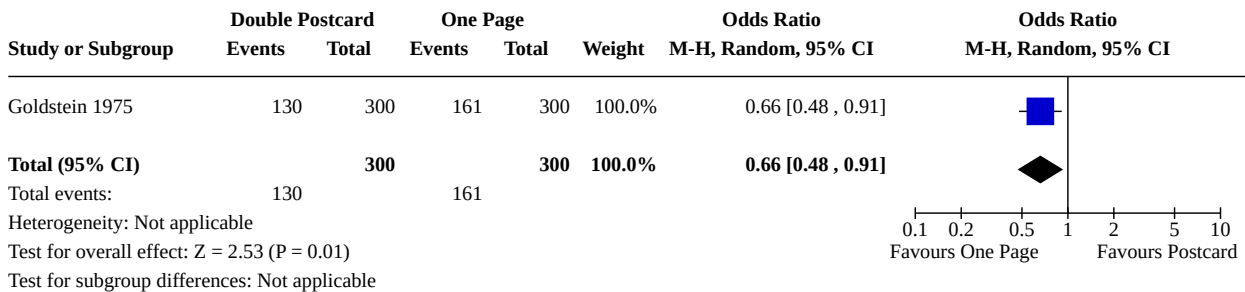 Double Postcard One Page Odds Ratio Odds Ratio
Study or Subgroup Events Total Events Total Weight M-H, Random, 95% CI M-H, Random, 95% CI
Goldstein 1975 130 300 161 300 100.0% 0.66 [0.48 , 0.91]
Total (95% CI) 300 300 100.0% 0.66 [0.48 , 0.91]
Total events: 130 161
Heterogeneity: Not applicable
Test for overall effect: Z = 2.53 (P = 0.01)
Test for subgroup differences: Not applicable
0.1 0.2 0.5 1 2 5 10
Favours One Page Favours Postcard